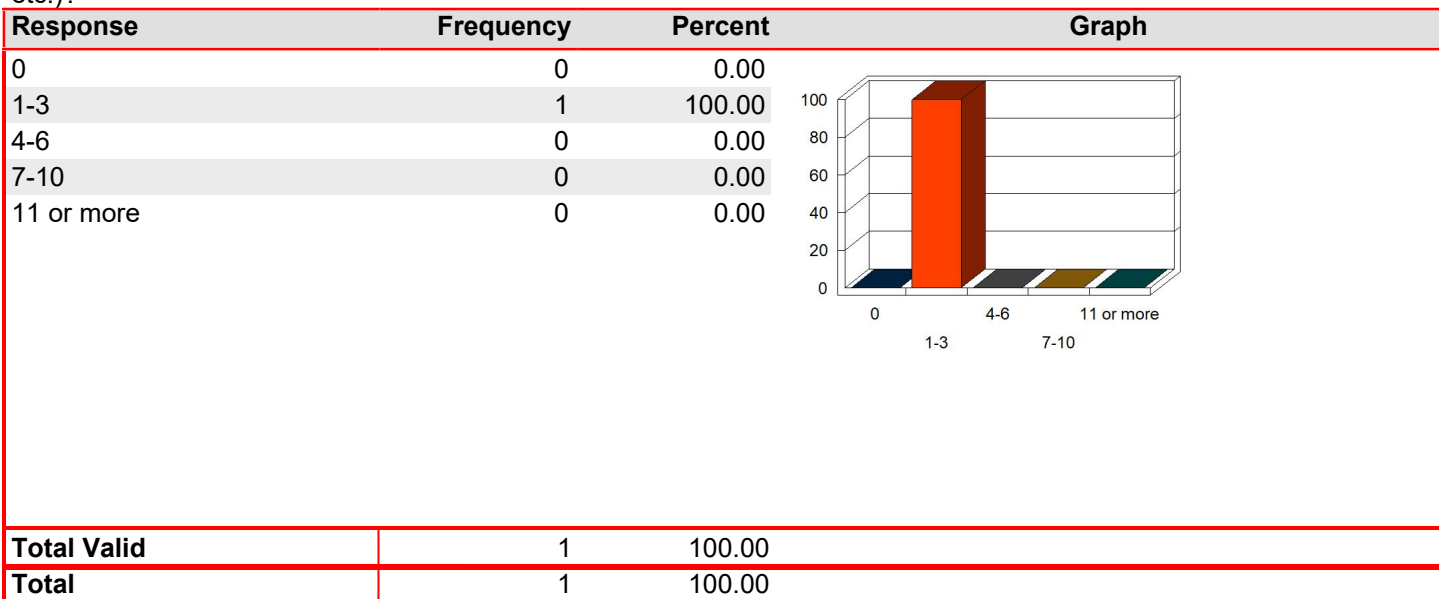 etc.)?
Response Frequency Percent Graph
0 0 0.00
1-3 1 100.00
4-6 0 0.00
7-10 0 0.00
11 or more 0 0.00
100
80
60
40
20
0
0 4-6 11 or more
1-3 7-10
Total Valid 1 100.00
Total 1 100.00